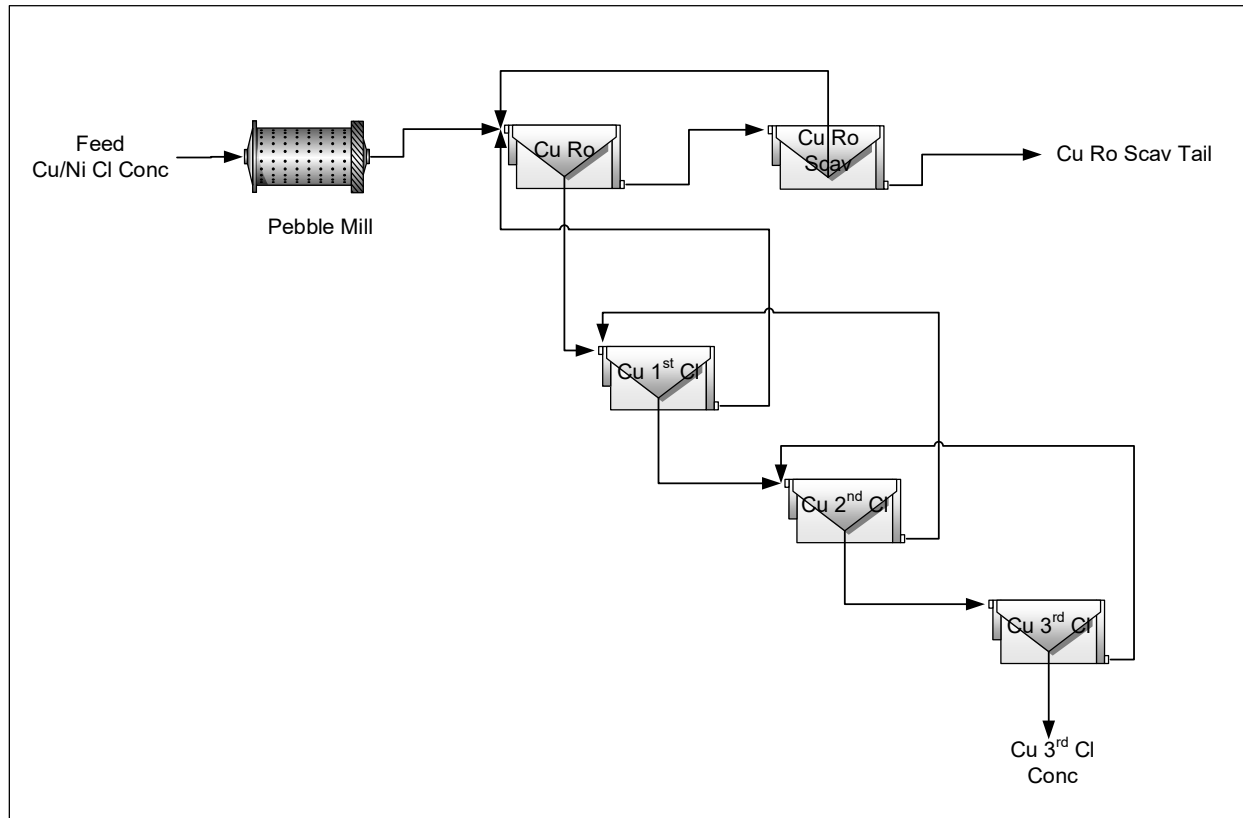 Feed
Cu/Ni Cl Conc
Pebble Mill
Cu Ro
Cu Ro
Scav
Cu Ro Scav Tail
Cu 1st Cl
Cu 2nd Cl
Cu 3rd Cl
Cu 3rd Cl
Conc